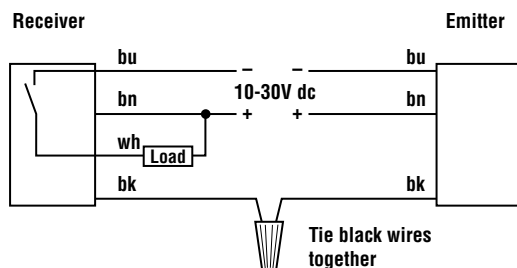 Receiver
Emitter
bu
–
–
bu
bn
10-30V dc
bn
+
+
wh
Load
bk
bk
Tie black wires
together